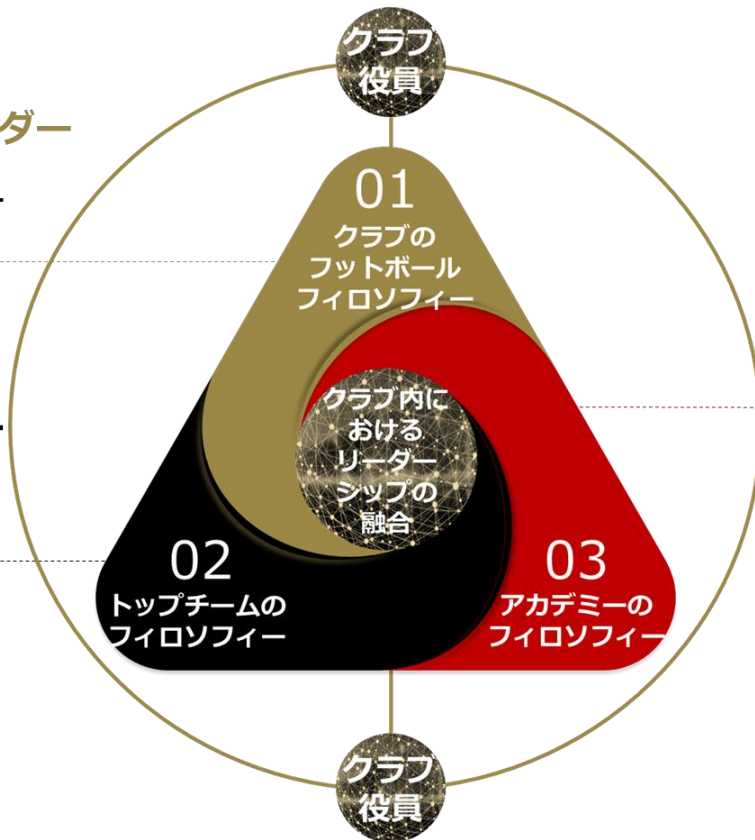 クラブ
役員
ダー
01
クラブの
フットボール
フィロソフィー
クラブ内に
おける
リーダー
シップの
融合
02
トップチームの
フィロソフィー
03
アカデミーの
フィロソフィー
クラブ
役員